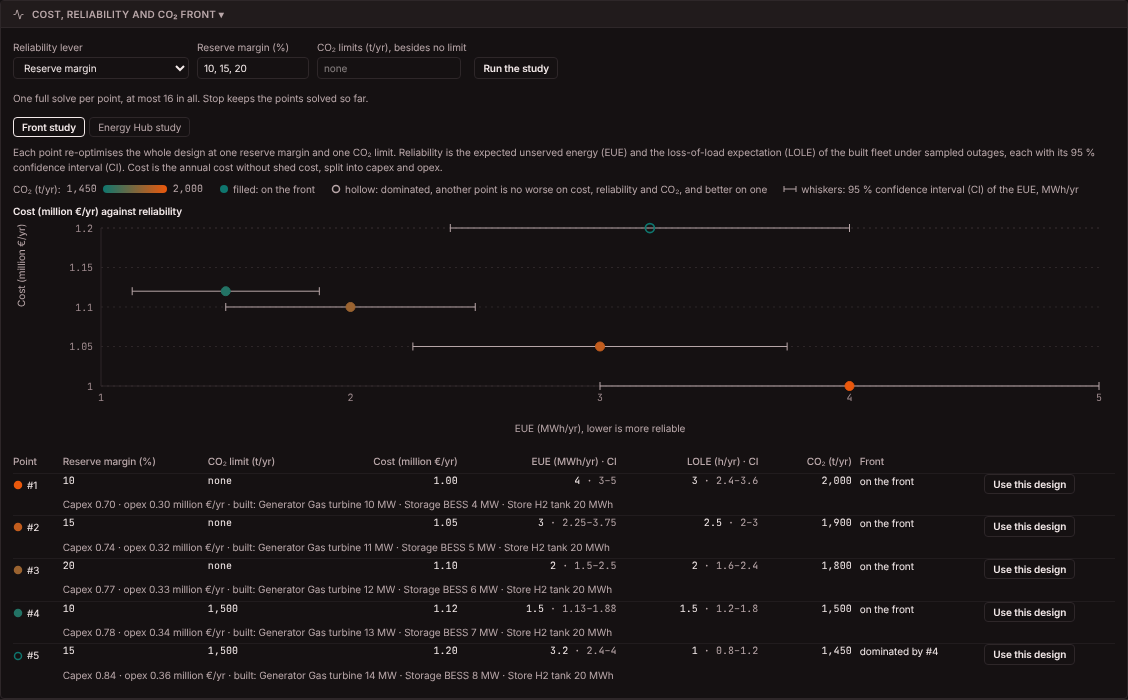 COST, RELIABILITY AND CO₂ FRONT ▾
Reliability lever
Reserve margin (%)
CO₂ limits (t/yr), besides no limit
Reserve margin
10, 15, 20
none
Run the study
One full solve per point, at most 16 in all. Stop keeps the points solved so far.
Front study
Energy Hub study
Each point re-optimises the whole design at one reserve margin and one CO₂ limit. Reliability is the expected unserved energy (EUE) and the loss-of-load expectation (LOLE) of the built fleet under sampled outages, each with its 95 %
confidence interval (CI). Cost is the annual cost without shed cost, split into capex and opex.
CO₂ (t/yr): 1,450 2,000 filled: on the front hollow: dominated, another point is no worse on cost, reliability and CO₂, and better on one whiskers: 95 % confidence interval (CI) of the EUE, MWh/yr
Cost (million €/yr) against reliability
Cost (million €/yr)
1.2
1.15
1.1
1.05
1
1 2 3 4 5
EUE (MWh/yr), lower is more reliable
Point Reserve margin (%) CO₂ limit (t/yr) Cost (million €/yr) EUE (MWh/yr) · CI LOLE (h/yr) · CI CO₂ (t/yr) Front
#1 10 none 1.00 4 · 3–5 3 · 2.4–3.6 2,000 on the front Use this design
Capex 0.70 · opex 0.30 million €/yr · built: Generator Gas turbine 10 MW · Storage BESS 4 MW · Store H2 tank 20 MWh
#2 15 none 1.05 3 · 2.25–3.75 2.5 · 2–3 1,900 on the front Use this design
Capex 0.74 · opex 0.32 million €/yr · built: Generator Gas turbine 11 MW · Storage BESS 5 MW · Store H2 tank 20 MWh
#3 20 none 1.10 2 · 1.5–2.5 2 · 1.6–2.4 1,800 on the front Use this design
Capex 0.77 · opex 0.33 million €/yr · built: Generator Gas turbine 12 MW · Storage BESS 6 MW · Store H2 tank 20 MWh
#4 10 1,500 1.12 1.5 · 1.13–1.88 1.5 · 1.2–1.8 1,500 on the front Use this design
Capex 0.78 · opex 0.34 million €/yr · built: Generator Gas turbine 13 MW · Storage BESS 7 MW · Store H2 tank 20 MWh
#5 15 1,500 1.20 3.2 · 2.4–4 1 · 0.8–1.2 1,450 dominated by #4 Use this design
Capex 0.84 · opex 0.36 million €/yr · built: Generator Gas turbine 14 MW · Storage BESS 8 MW · Store H2 tank 20 MWh